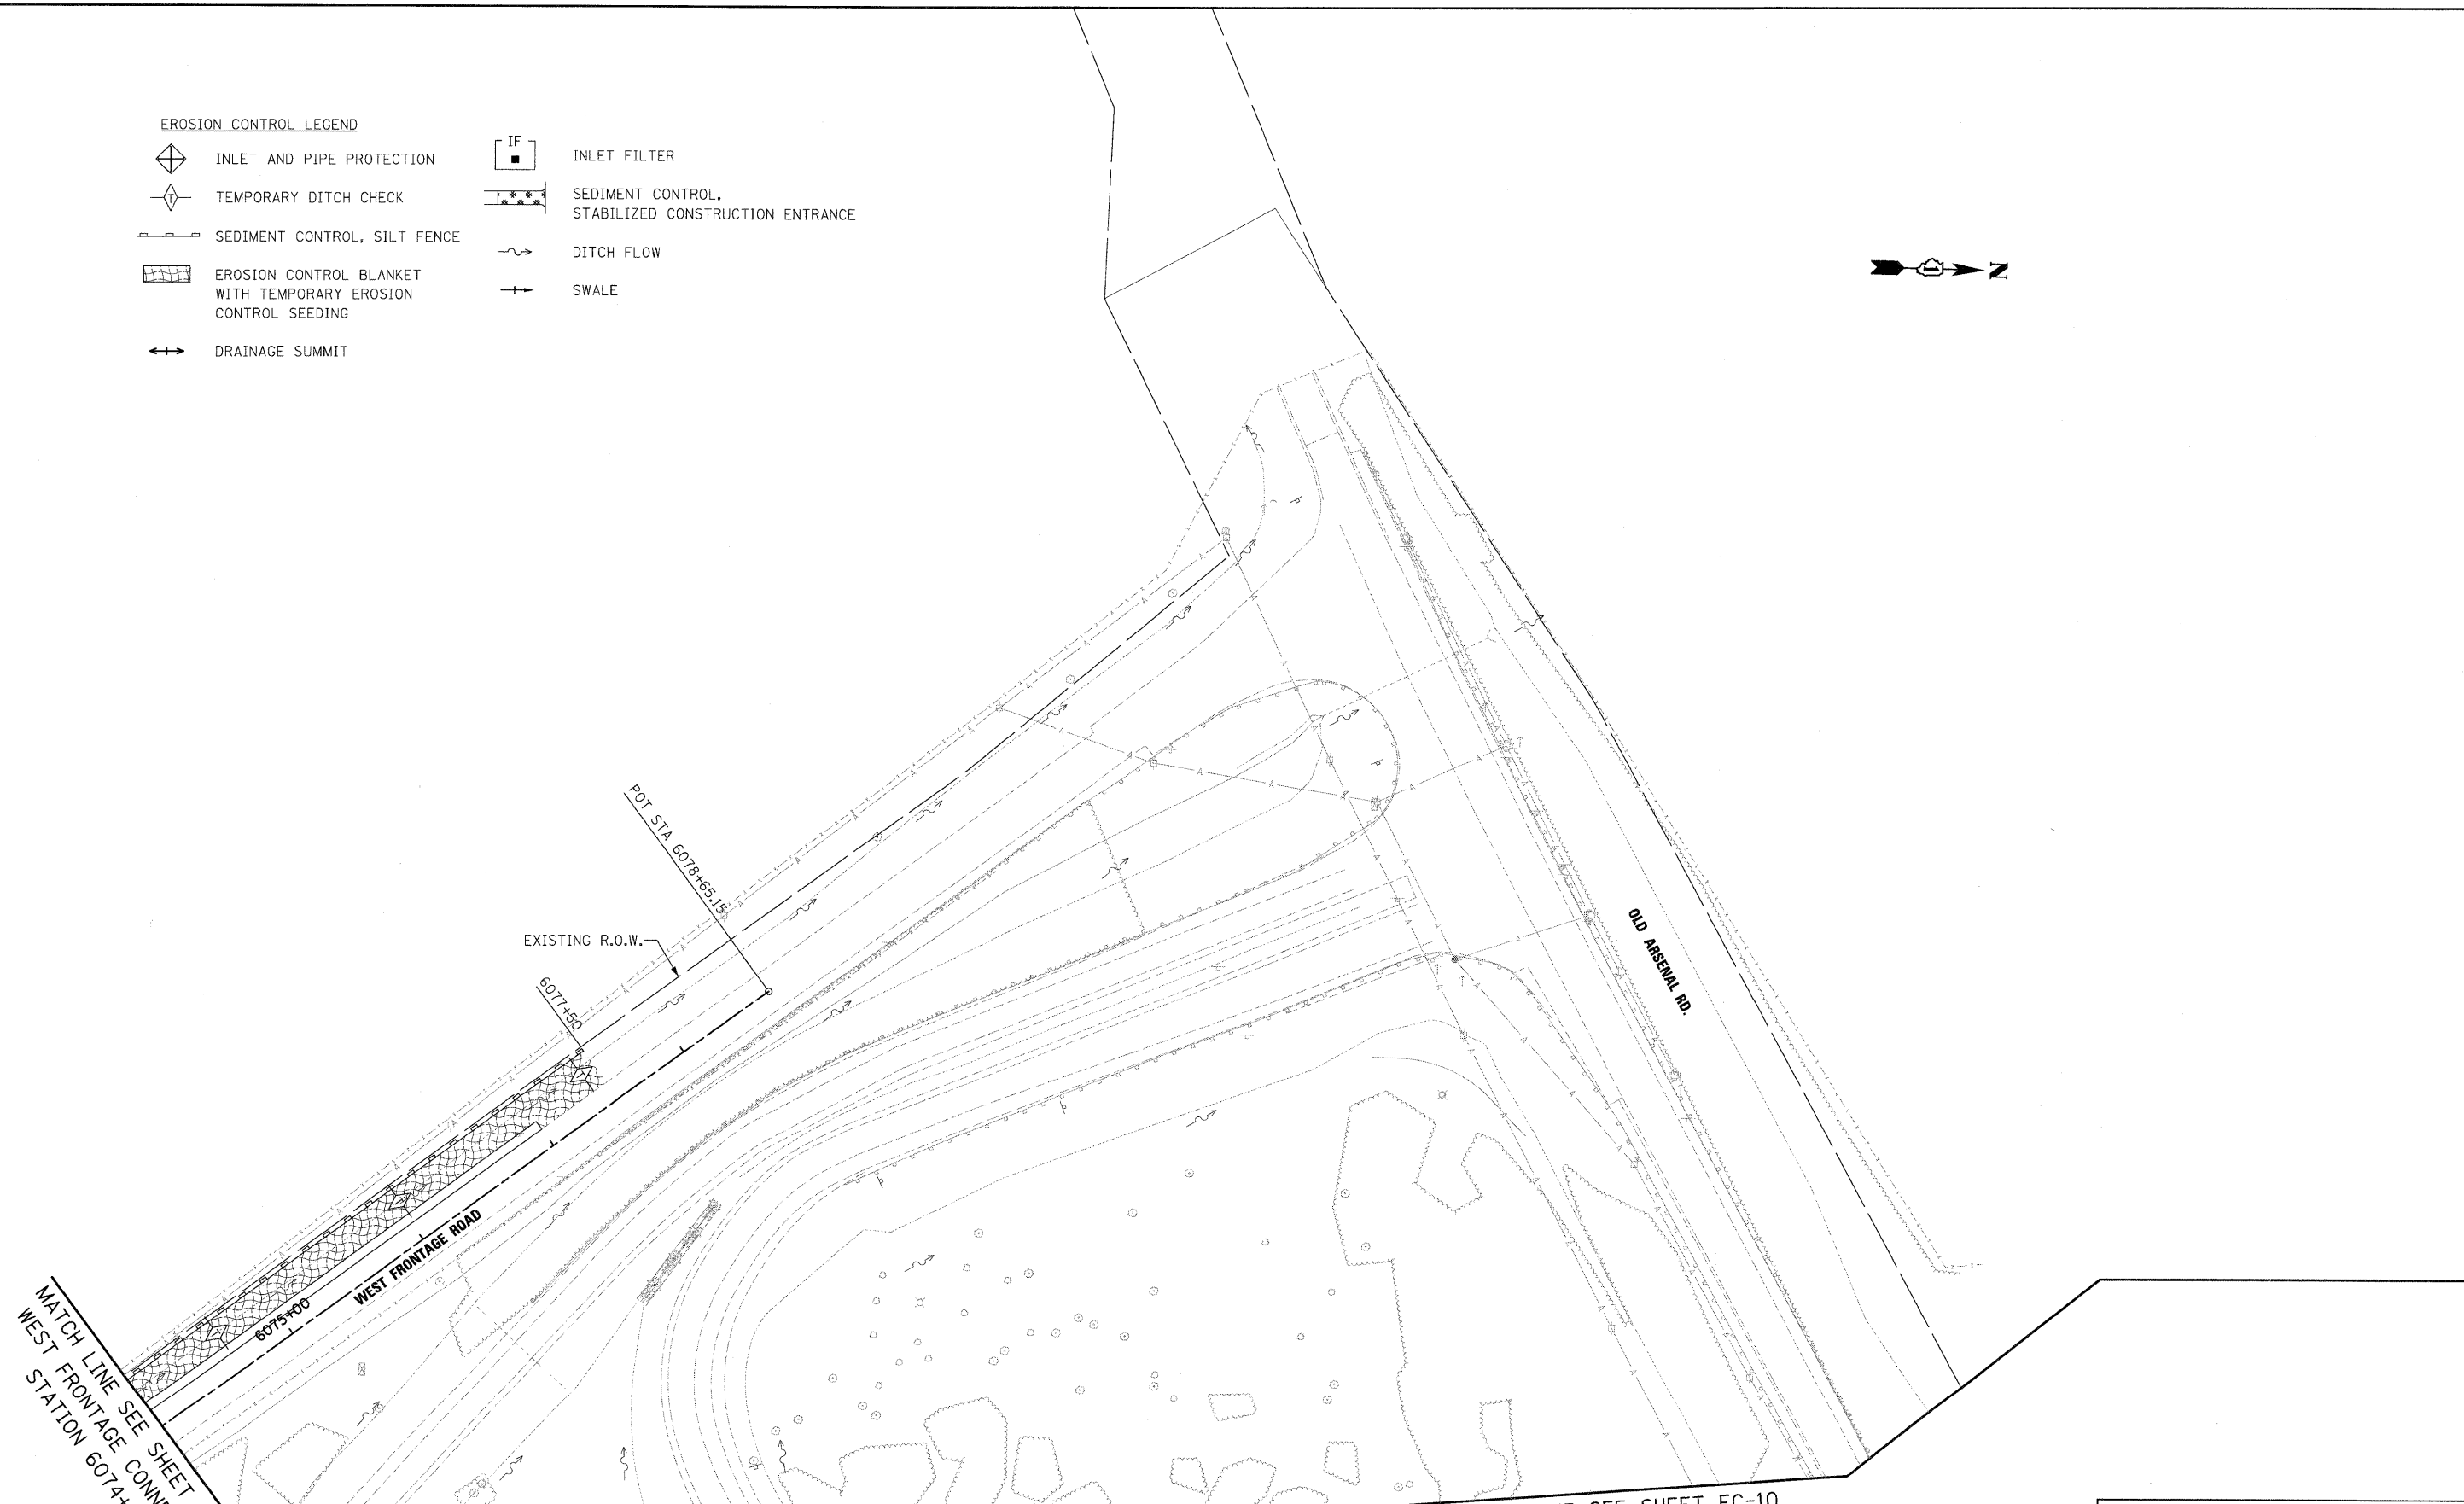 EROSION CONTROL LEGEND
INLET AND PIPE PROTECTION
T
TEMPORARY DITCH CHECK
SEDIMENT CONTROL, SILT FENCE
EROSION CONTROL BLANKET
WITH TEMPORARY EROSION
CONTROL SEEDING
DRAINAGE SUMMIT
IF
INLET FILTER
SEDIMENT CONTROL,
STABILIZED CONSTRUCTION ENTRANCE
DITCH FLOW
SWALE
N
POT STA 6078+65.15
EXISTING R.O.W.
6077+50
OLD ARSENAL RD.
WEST FRONTAGE ROAD
6075+00
MATCH LINE SEE SHEET
WEST FRONTAGE
STATION 6074+
SEE SHEET EC-10